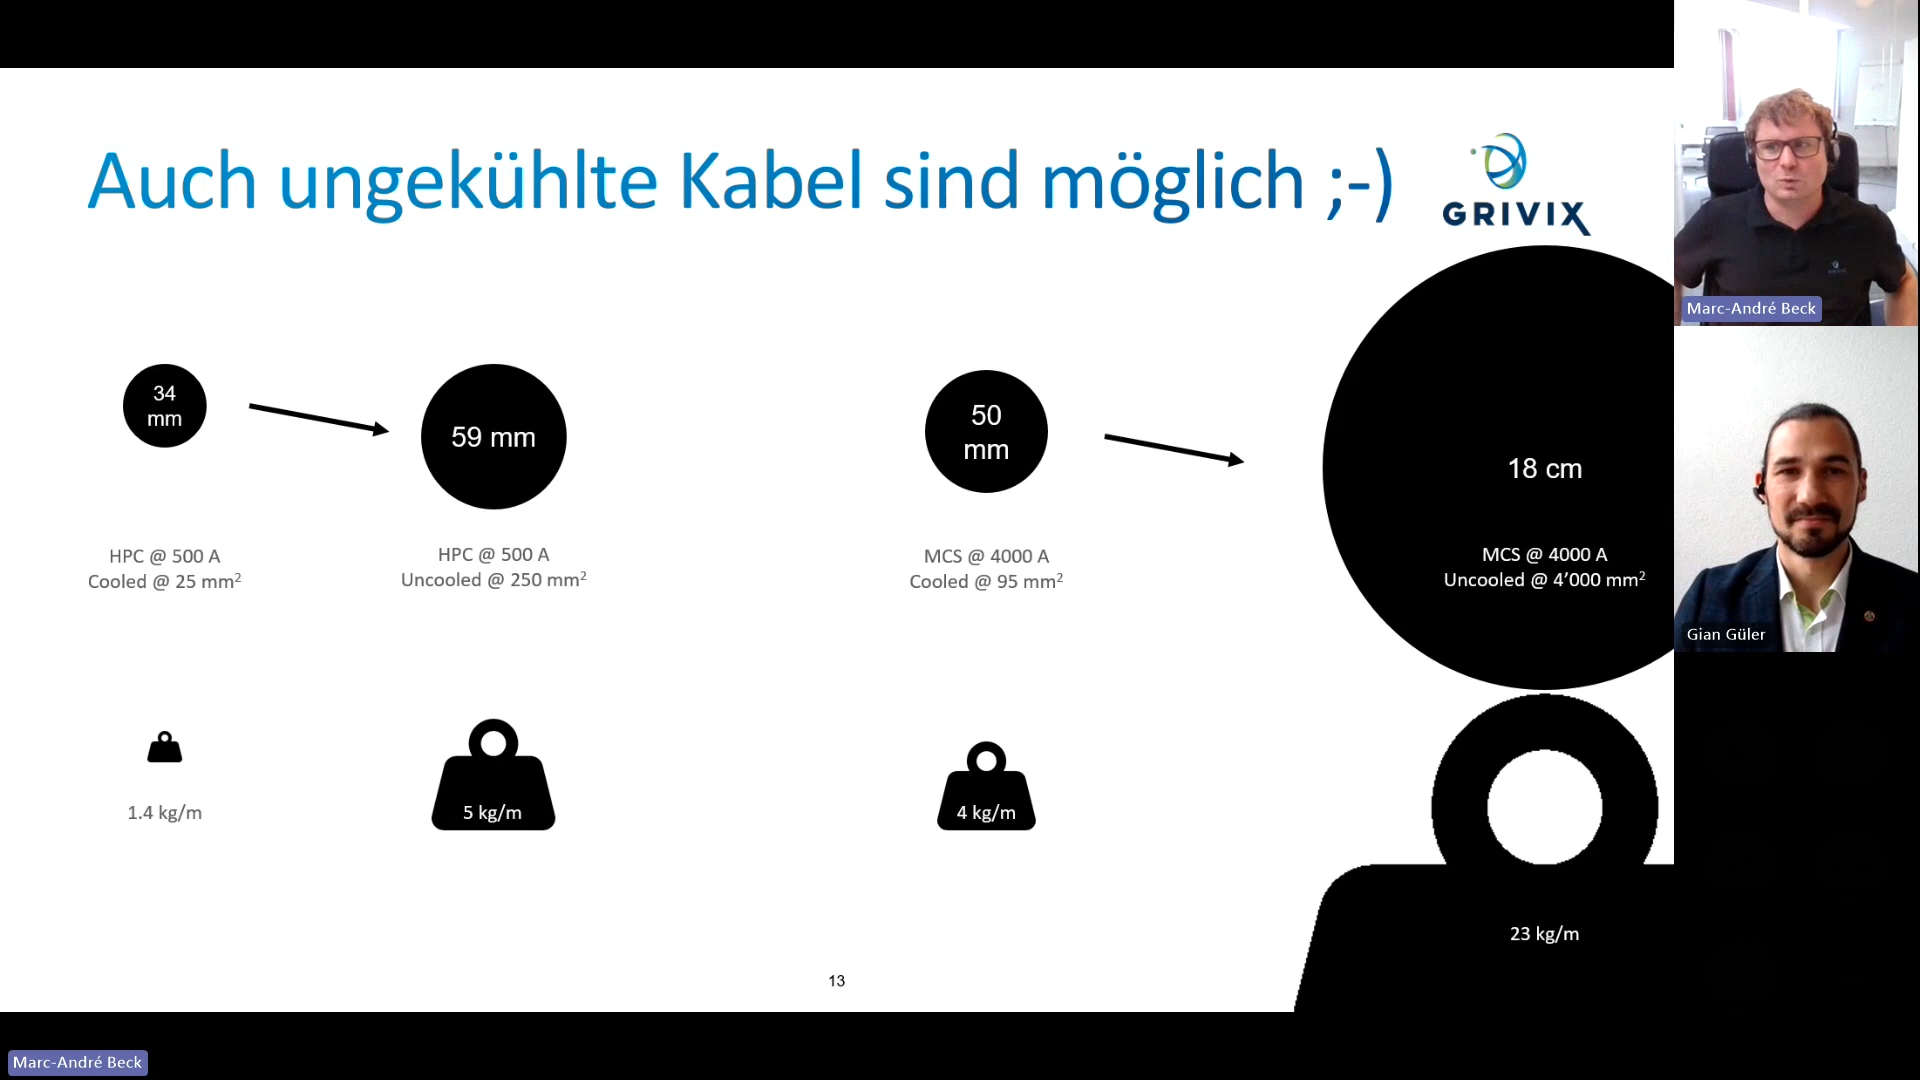 Auch ungekühlte Kabel sind möglich ;-)
GRIVIX
34
mm
59 mm
50
mm
18 cm
HPC @ 500 A
Cooled @ 25 mm²
HPC @ 500 A
Uncooled @ 250 mm²
MCS @ 4000 A
Cooled @ 95 mm²
MCS @ 4000 A
Uncooled @ 4’000 mm²
1.4 kg/m
5 kg/m
4 kg/m
23 kg/m
13
Marc-André Beck
Gian Güler
Marc-André Beck